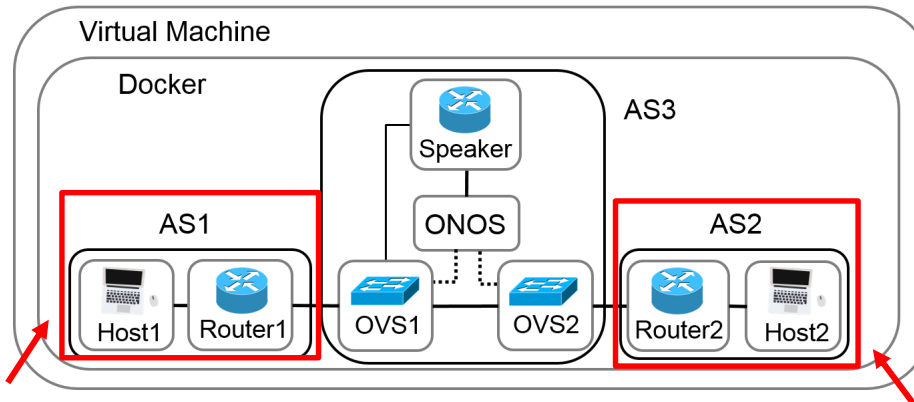 Virtual Machine
Docker
AS3
Speaker
AS1
ONOS
AS2
Host1
Router1
OVS1
OVS2
Router2
Host2